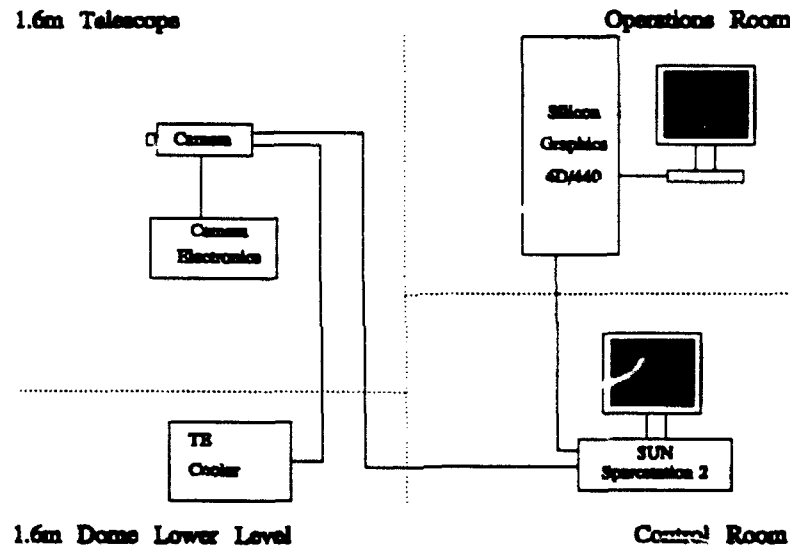 1.6m Telescope
Operations Room
Silicon
Graphics
4D/440
Camera
Camera
Electronics
TE
Cooler
SUN
Sparcstation 2
1.6m Dome Lower Level
Control Room